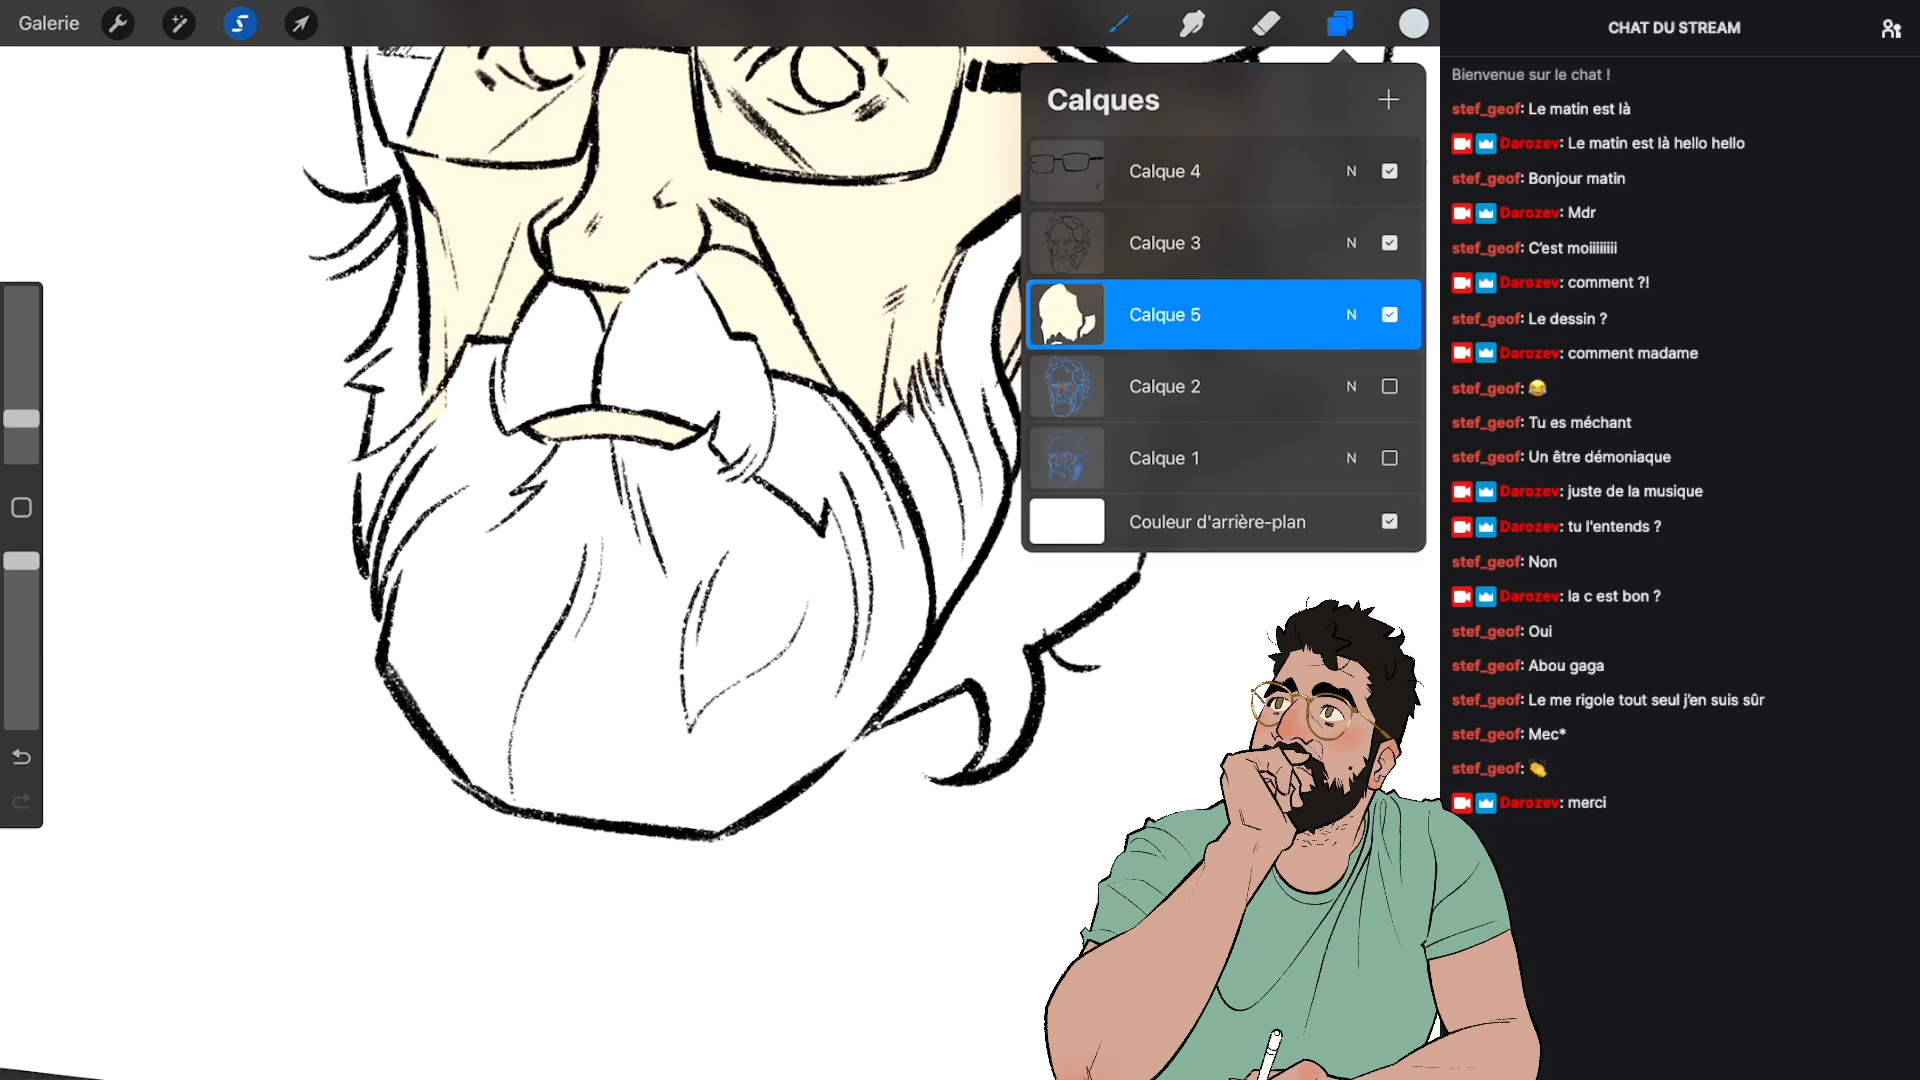 Galerie
Calques
Calque 4 N
Calque 3 N
Calque 5 N
Calque 2 N
Calque 1 N
Couleur d'arrière-plan
CHAT DU STREAM
Bienvenue sur le chat !
stef_geof: Le matin est là
Darozev: Le matin est là hello hello
stef_geof: Bonjour matin
Darozev: Mdr
stef_geof: C'est moiiiiiiiii
Darozev: comment ?!
stef_geof: Le dessin ?
Darozev: comment madame
stef_geof: 😂
stef_geof: Tu es méchant
stef_geof: Un être démoniaque
Darozev: juste de la musique
Darozev: tu l'entends ?
stef_geof: Non
Darozev: la c est bon ?
stef_geof: Oui
stef_geof: Abou gaga
stef_geof: Le me rigole tout seul j'en suis sûr
stef_geof: Mec*
stef_geof: 👏
Darozev: merci